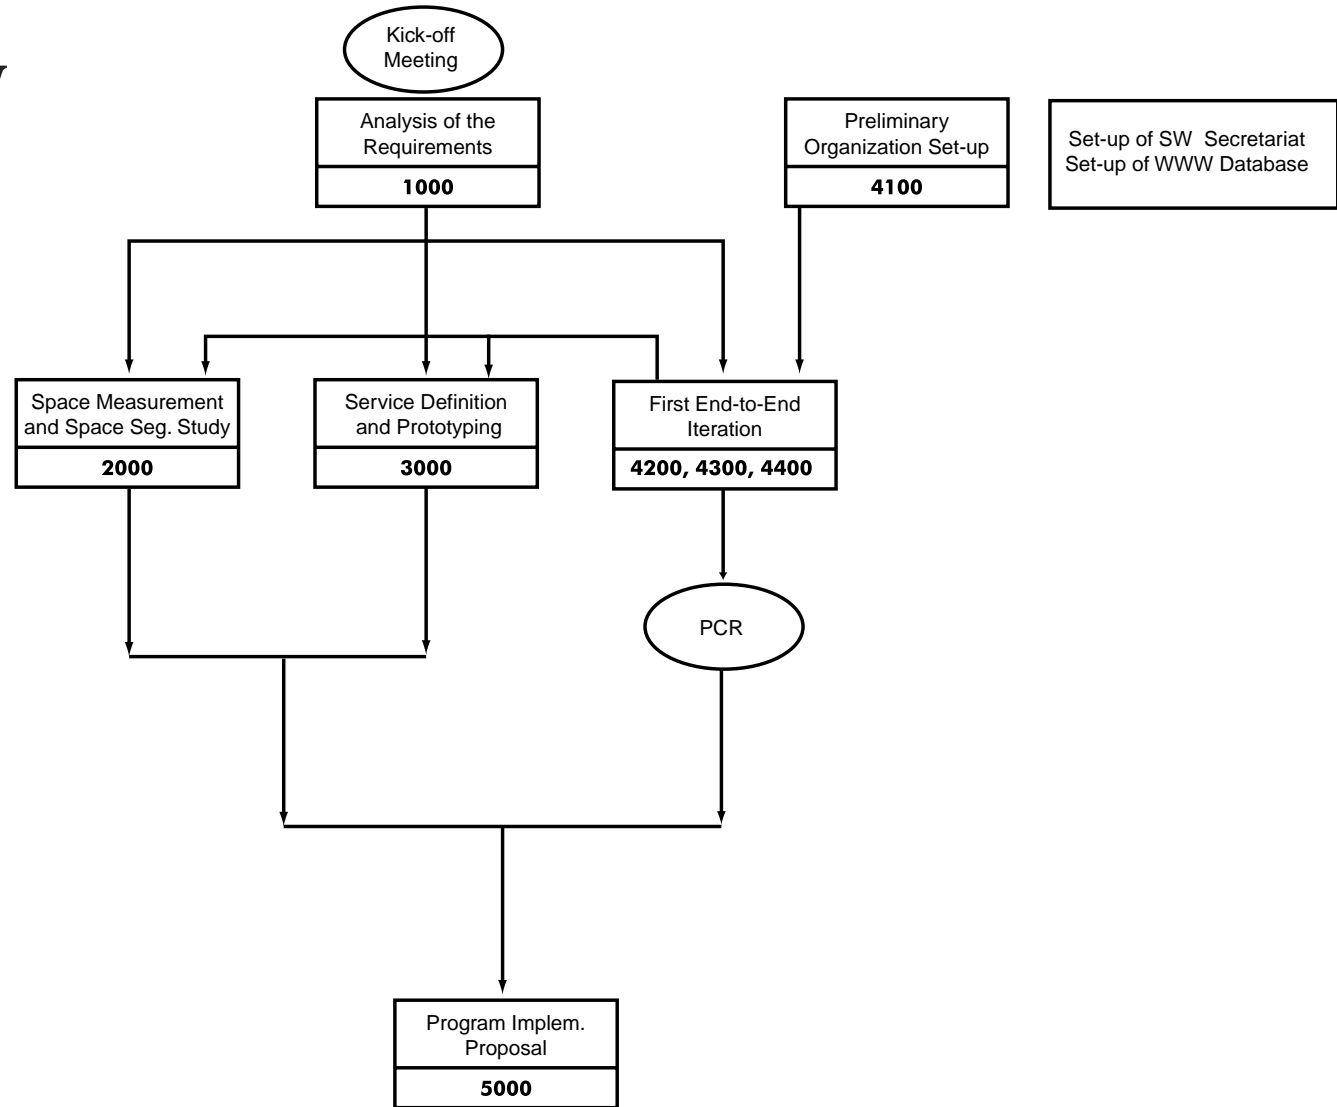 Kick-off
Meeting
Analysis of the
Requirements
1000
Preliminary
Organization Set-up
4100
Set-up of SW Secretariat
Set-up of WWW Database
Space Measurement
and Space Seg. Study
2000
Service Definition
and Prototyping
3000
First End-to-End
Iteration
4200, 4300, 4400
PCR
Program Implem.
Proposal
5000